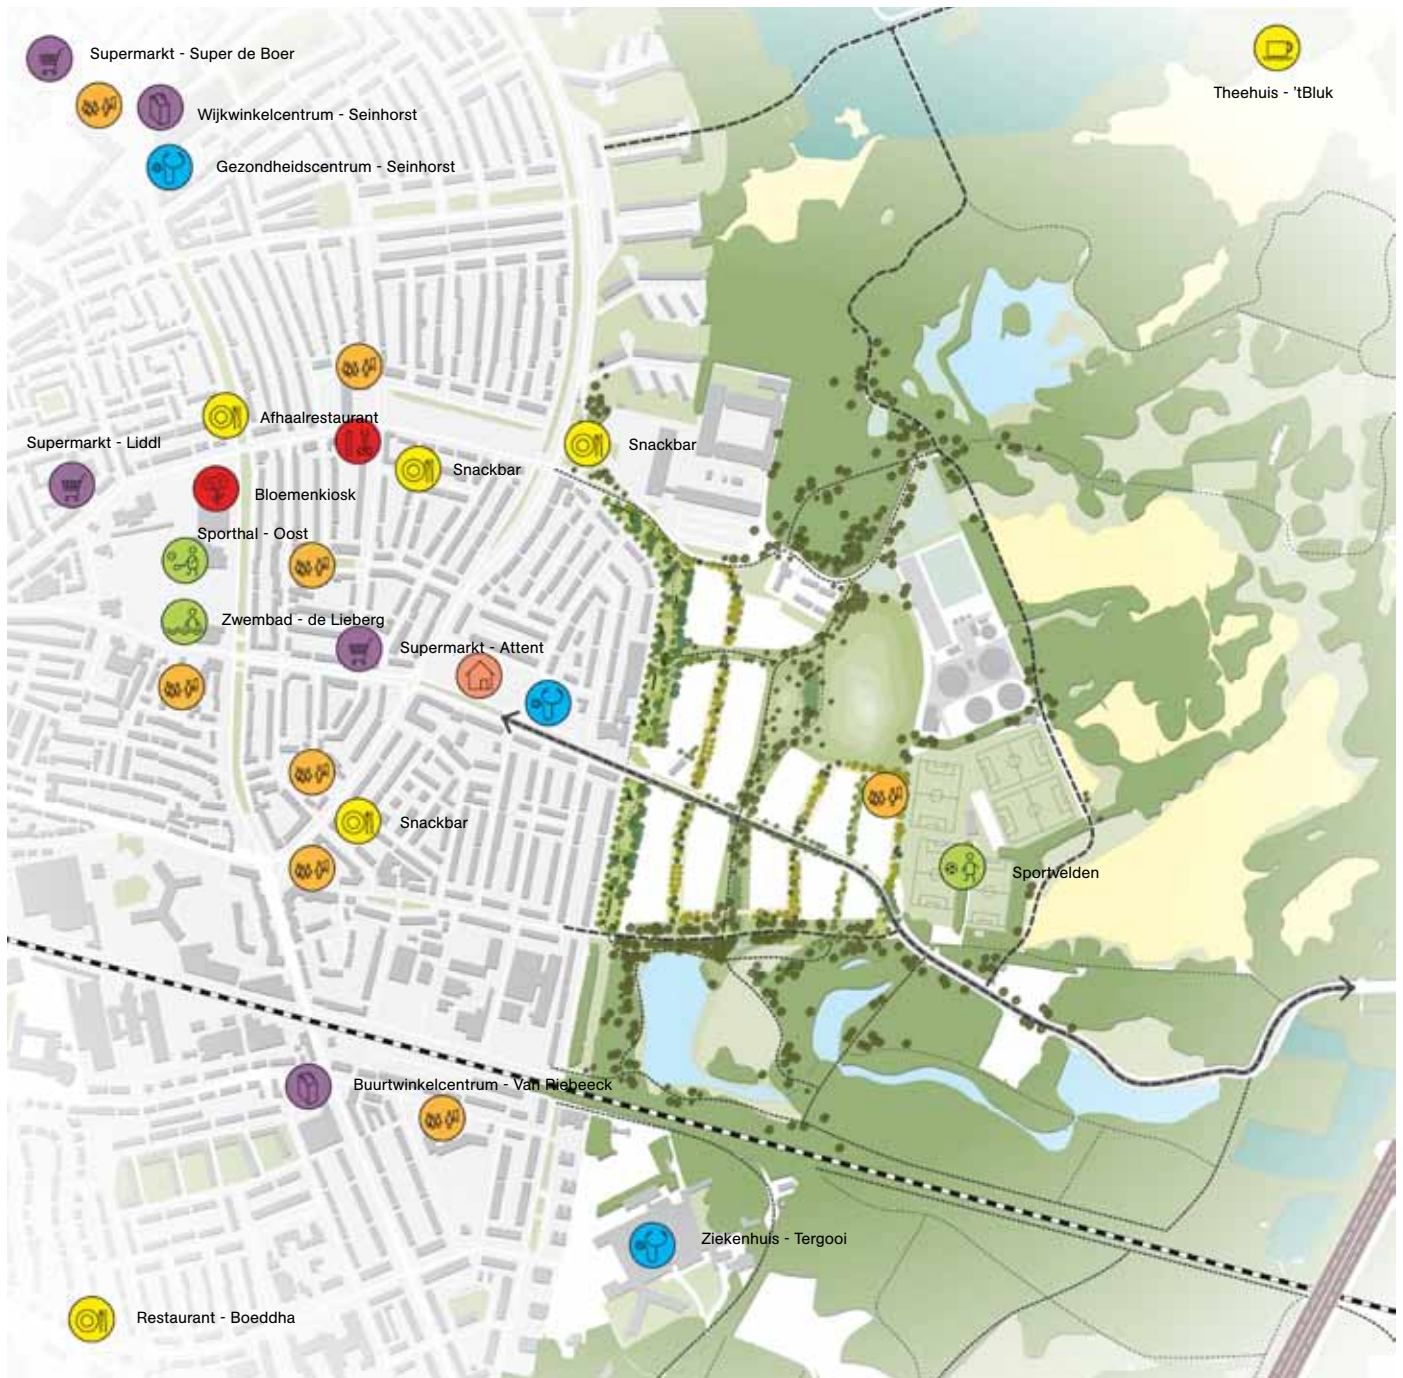 Supermarkt - Super de Boer
Theehuis - 'tBluk
Wijkwinkelcentrum - Seinhorst
Gezondheidscentrum - Seinhorst
Afhaalrestaurant
Supermarkt - Liddl
Snackbar
Snackbar
Bloemenkiosk
Sporthal - Oost
Zwembad - de Lieberg
Supermarkt - Attent
Snackbar
Sportvelden
Buurtwinkelcentrum - Van Riebeeck
Ziekenhuis - Tergooi
Restaurant - Boeddha